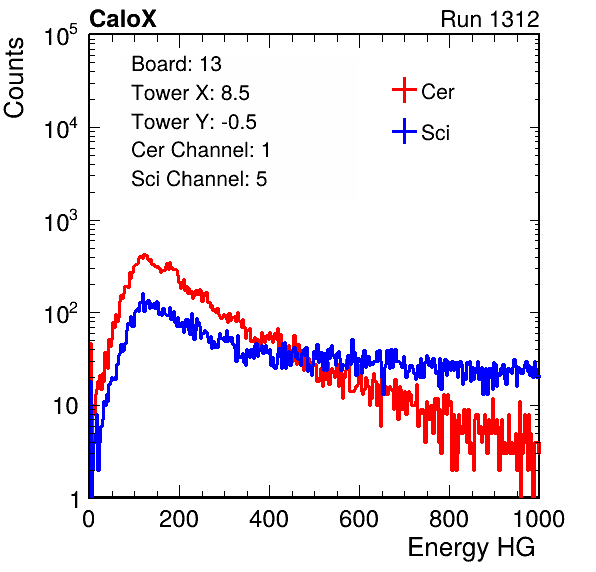 CaloX Run 1312
Counts
10^5
10^4
10^3
10^2
10
1
Board: 13
Tower X: 8.5
Tower Y: -0.5
Cer Channel: 1
Sci Channel: 5
Cer
Sci
0 200 400 600 800 1000
Energy HG